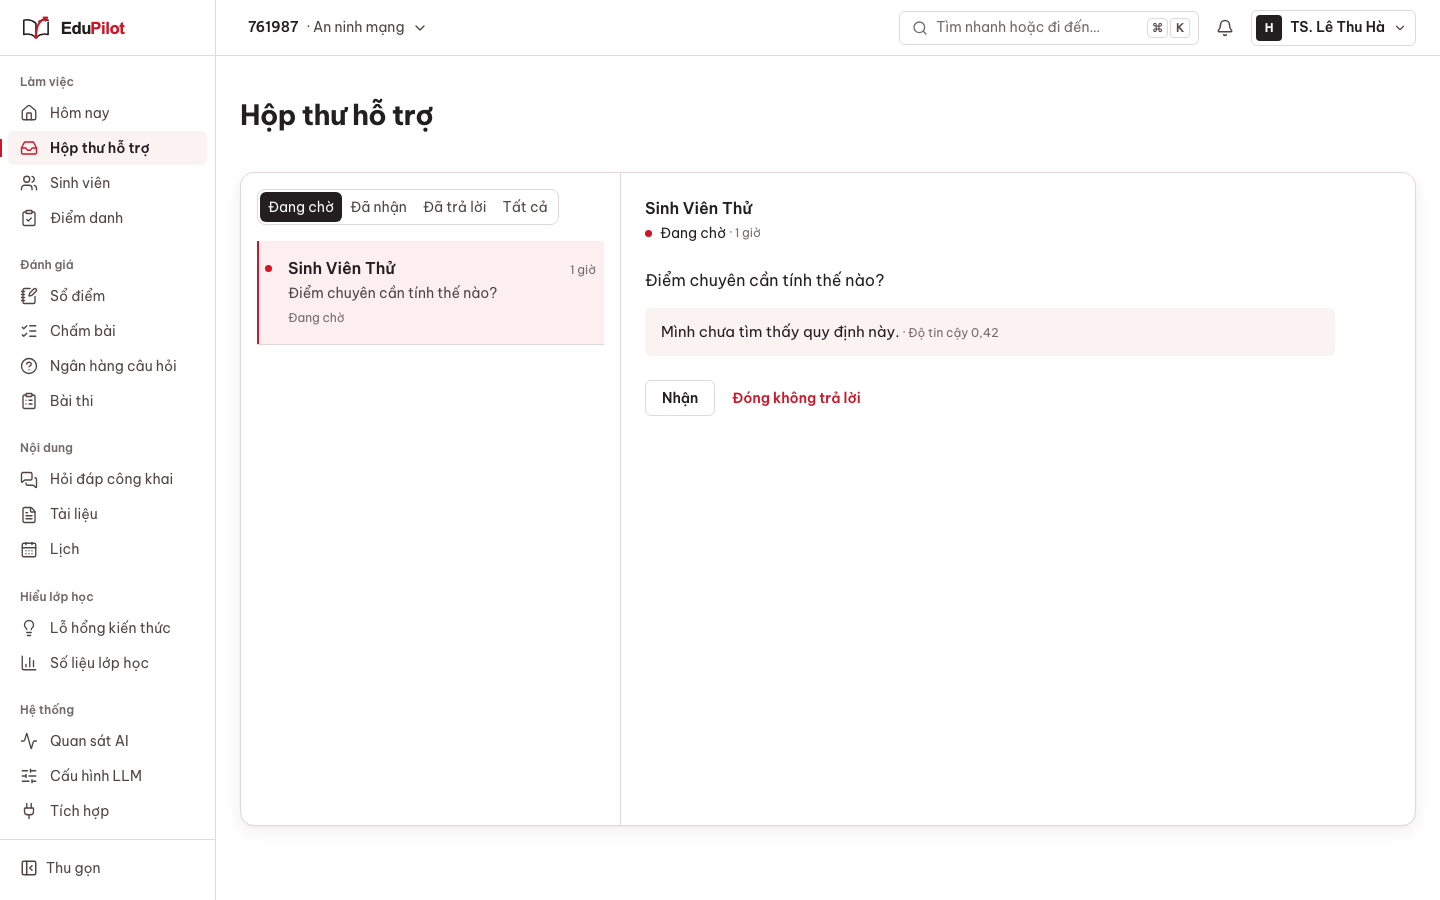 EduPilot
761987 · An ninh mạng
Tìm nhanh hoặc đi đến...
⌘ K
H TS. Lê Thu Hà
Làm việc
Hôm nay
Hộp thư hỗ trợ
Sinh viên
Điểm danh
Đánh giá
Sổ điểm
Chấm bài
Ngân hàng câu hỏi
Bài thi
Nội dung
Hỏi đáp công khai
Tài liệu
Lịch
Hiểu lớp học
Lỗ hổng kiến thức
Số liệu lớp học
Hệ thống
Quan sát AI
Cấu hình LLM
Tích hợp
Thu gọn
Hộp thư hỗ trợ
Đang chờ Đã nhận Đã trả lời Tất cả
Sinh Viên Thử 1 giờ
Điểm chuyên cần tính thế nào?
Đang chờ
Sinh Viên Thử
Đang chờ · 1 giờ
Điểm chuyên cần tính thế nào?
Mình chưa tìm thấy quy định này. · Độ tin cậy 0,42
Nhận Đóng không trả lời